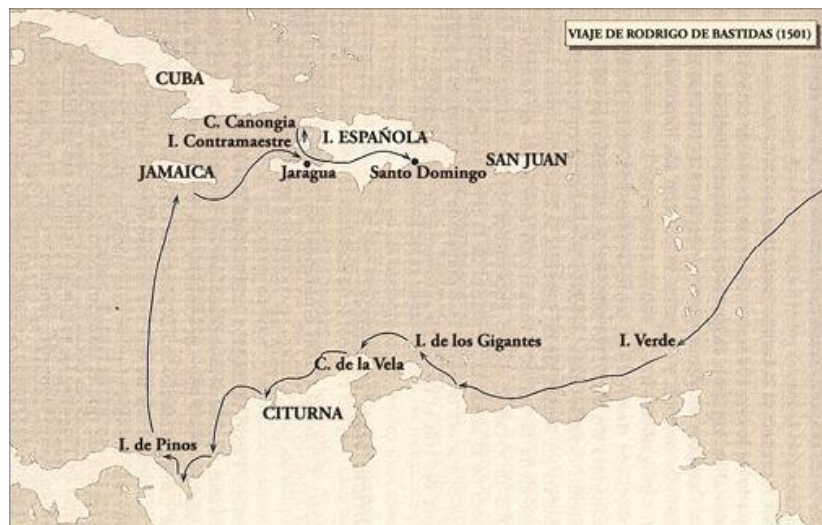 VIAJE DE RODRIGO DE BASTIDAS (1501)
CUBA
C. Canongia
I. Contramaestre
I. ESPAÑOLA
JAMAICA
Jaragua
Santo Domingo
SAN JUAN
I. de los Gigantes
I. Verde
C. de la Vela
CITURNA
I. de Pinos